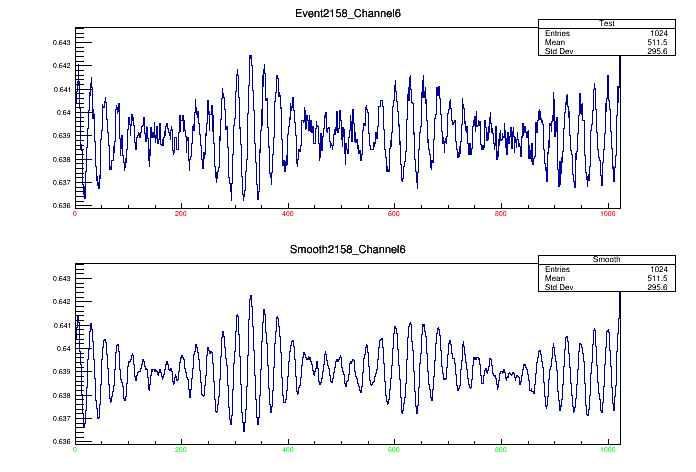 Event2158_Channel6
Test
Entries 1024
Mean 511.5
Std Dev 295.6
0.643
0.642
0.641
0.64
0.639
0.638
0.637
0.636
0 200 400 600 800 1000
Smooth2158_Channel6
Smooth
Entries 1024
Mean 511.5
Std Dev 295.6
0.643
0.642
0.641
0.64
0.639
0.638
0.637
0.636
0 200 400 600 800 1000